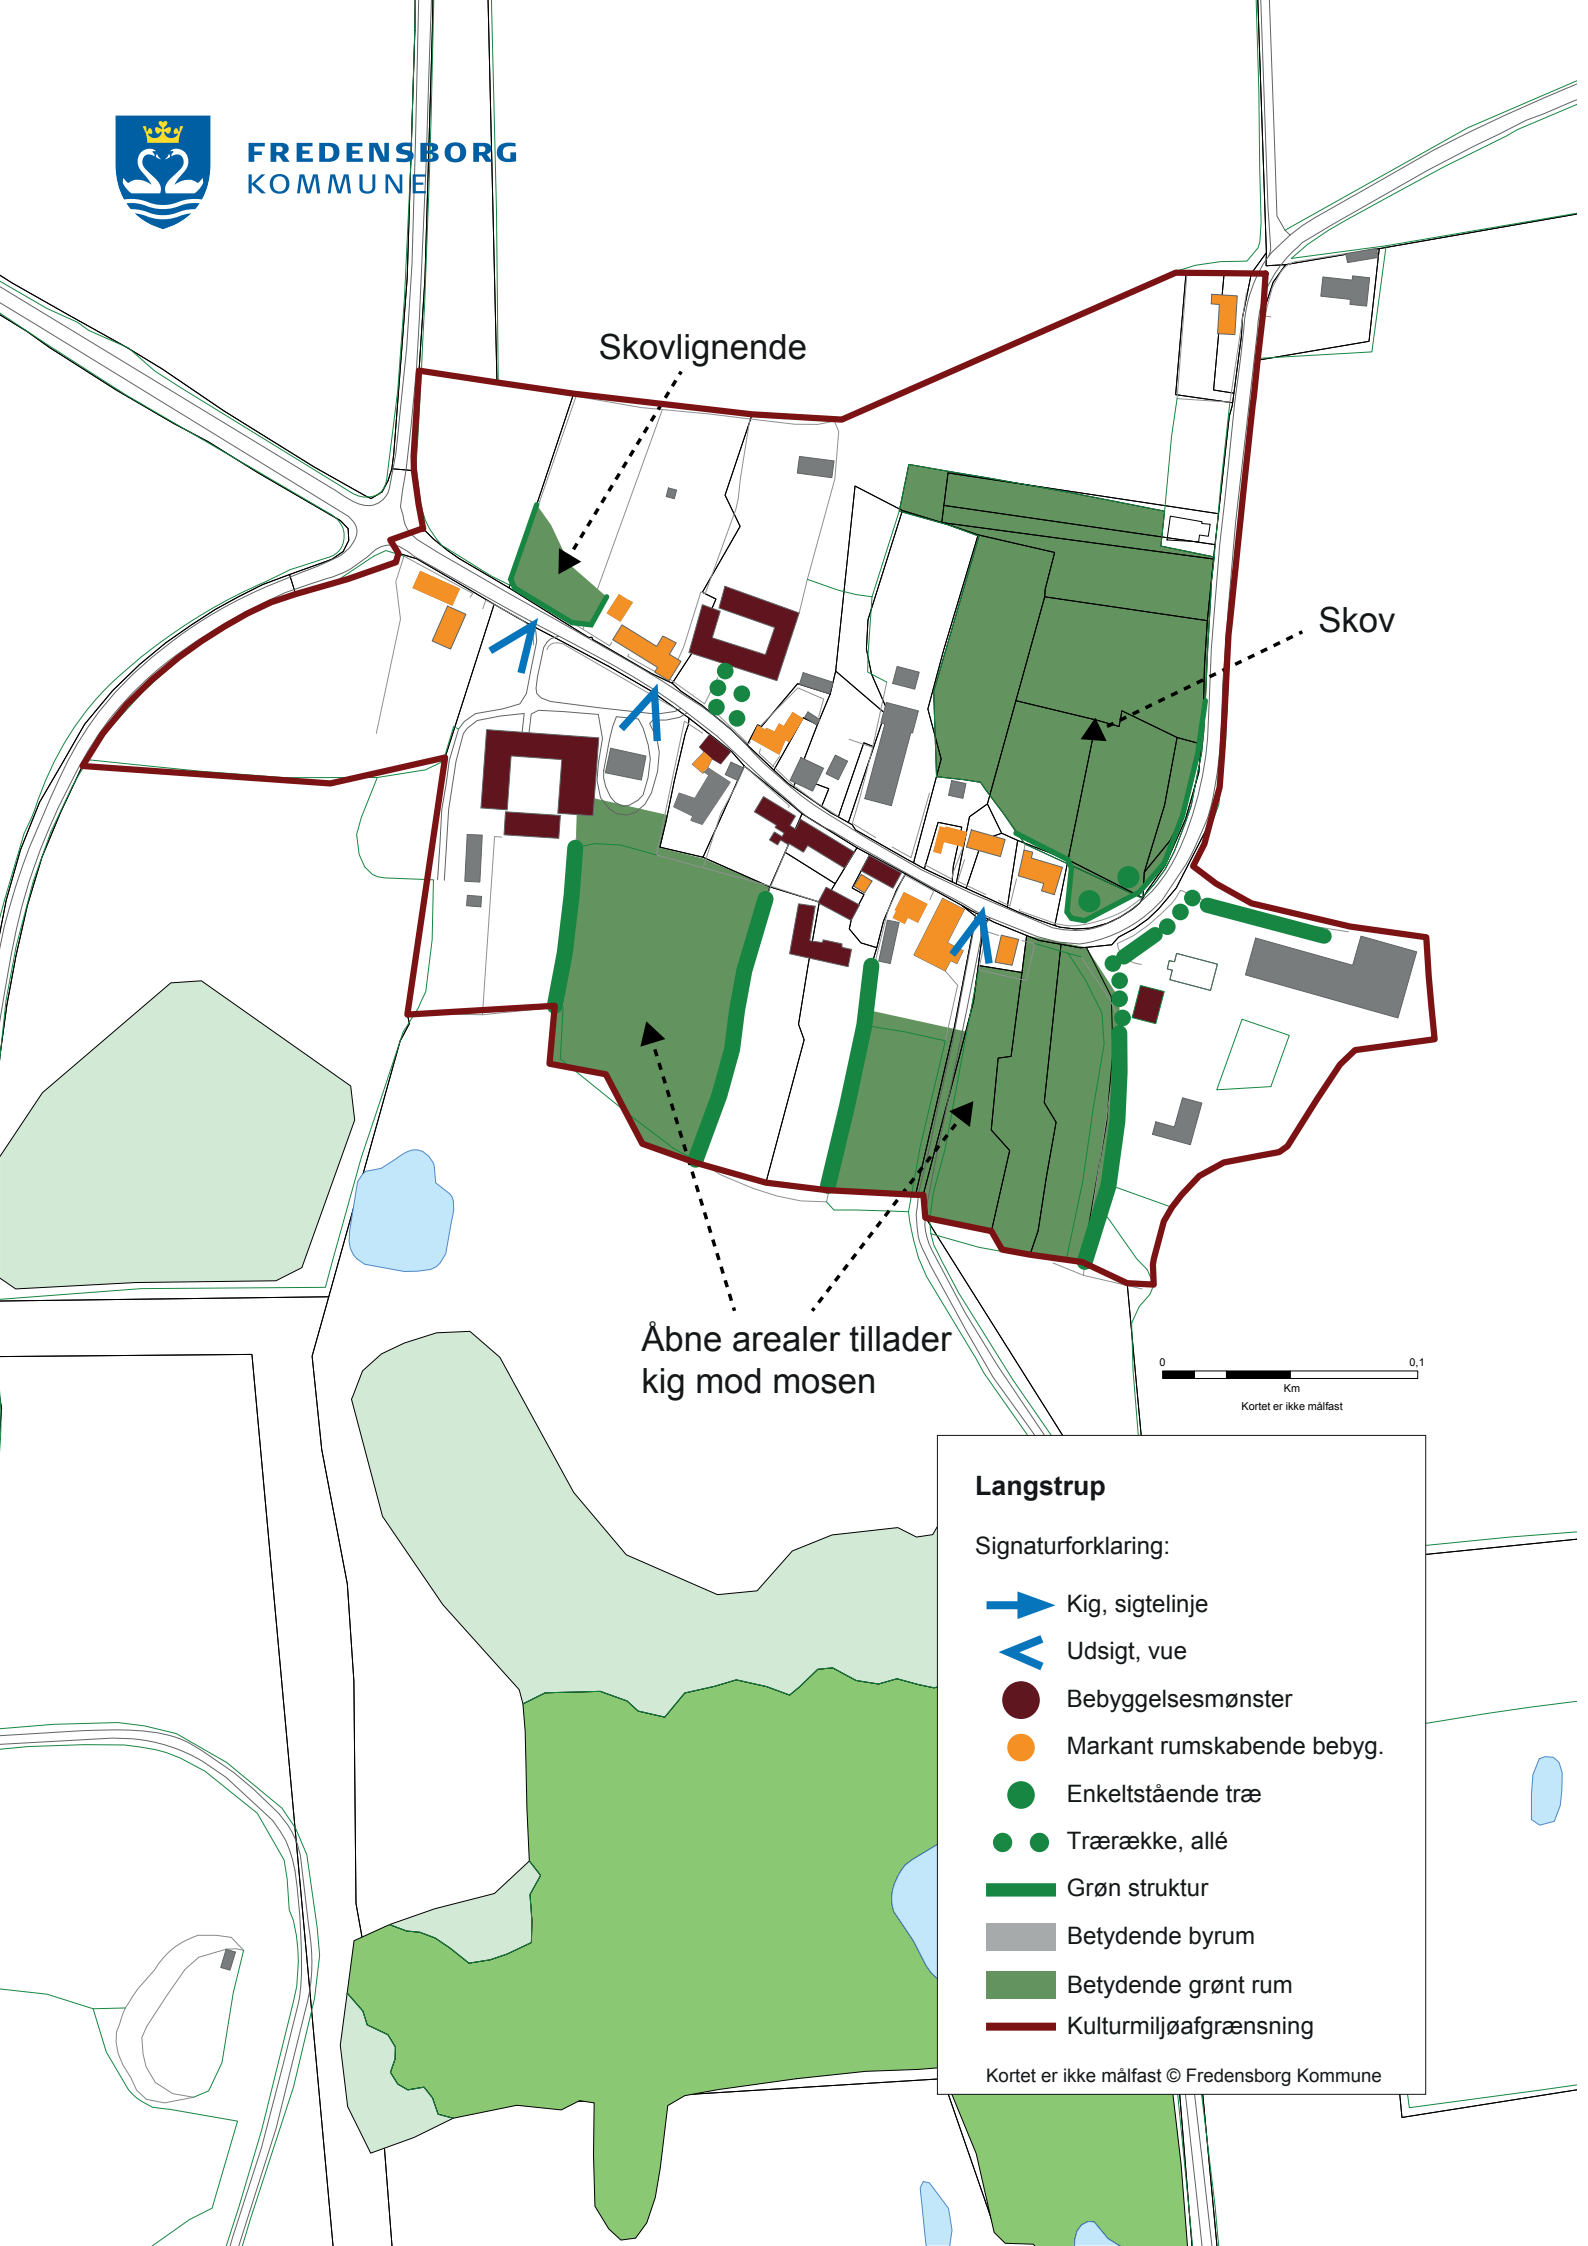 FREDENSBORG
KOMMUNE
Skovlignende
Skov
Åbne arealer tillader
kig mod mosen
0 0,1
Km
Kortet er ikke målfast
Langstrup
Signaturforklaring:
Kig, sigtelinje
Udsigt, vue
Bebyggelsesmønster
Markant rumskabende bebyg.
Enkeltstående træ
Trærække, allé
Grøn struktur
Betydende byrum
Betydende grønt rum
Kulturmiljøafgrænsning
Kortet er ikke målfast © Fredensborg Kommune